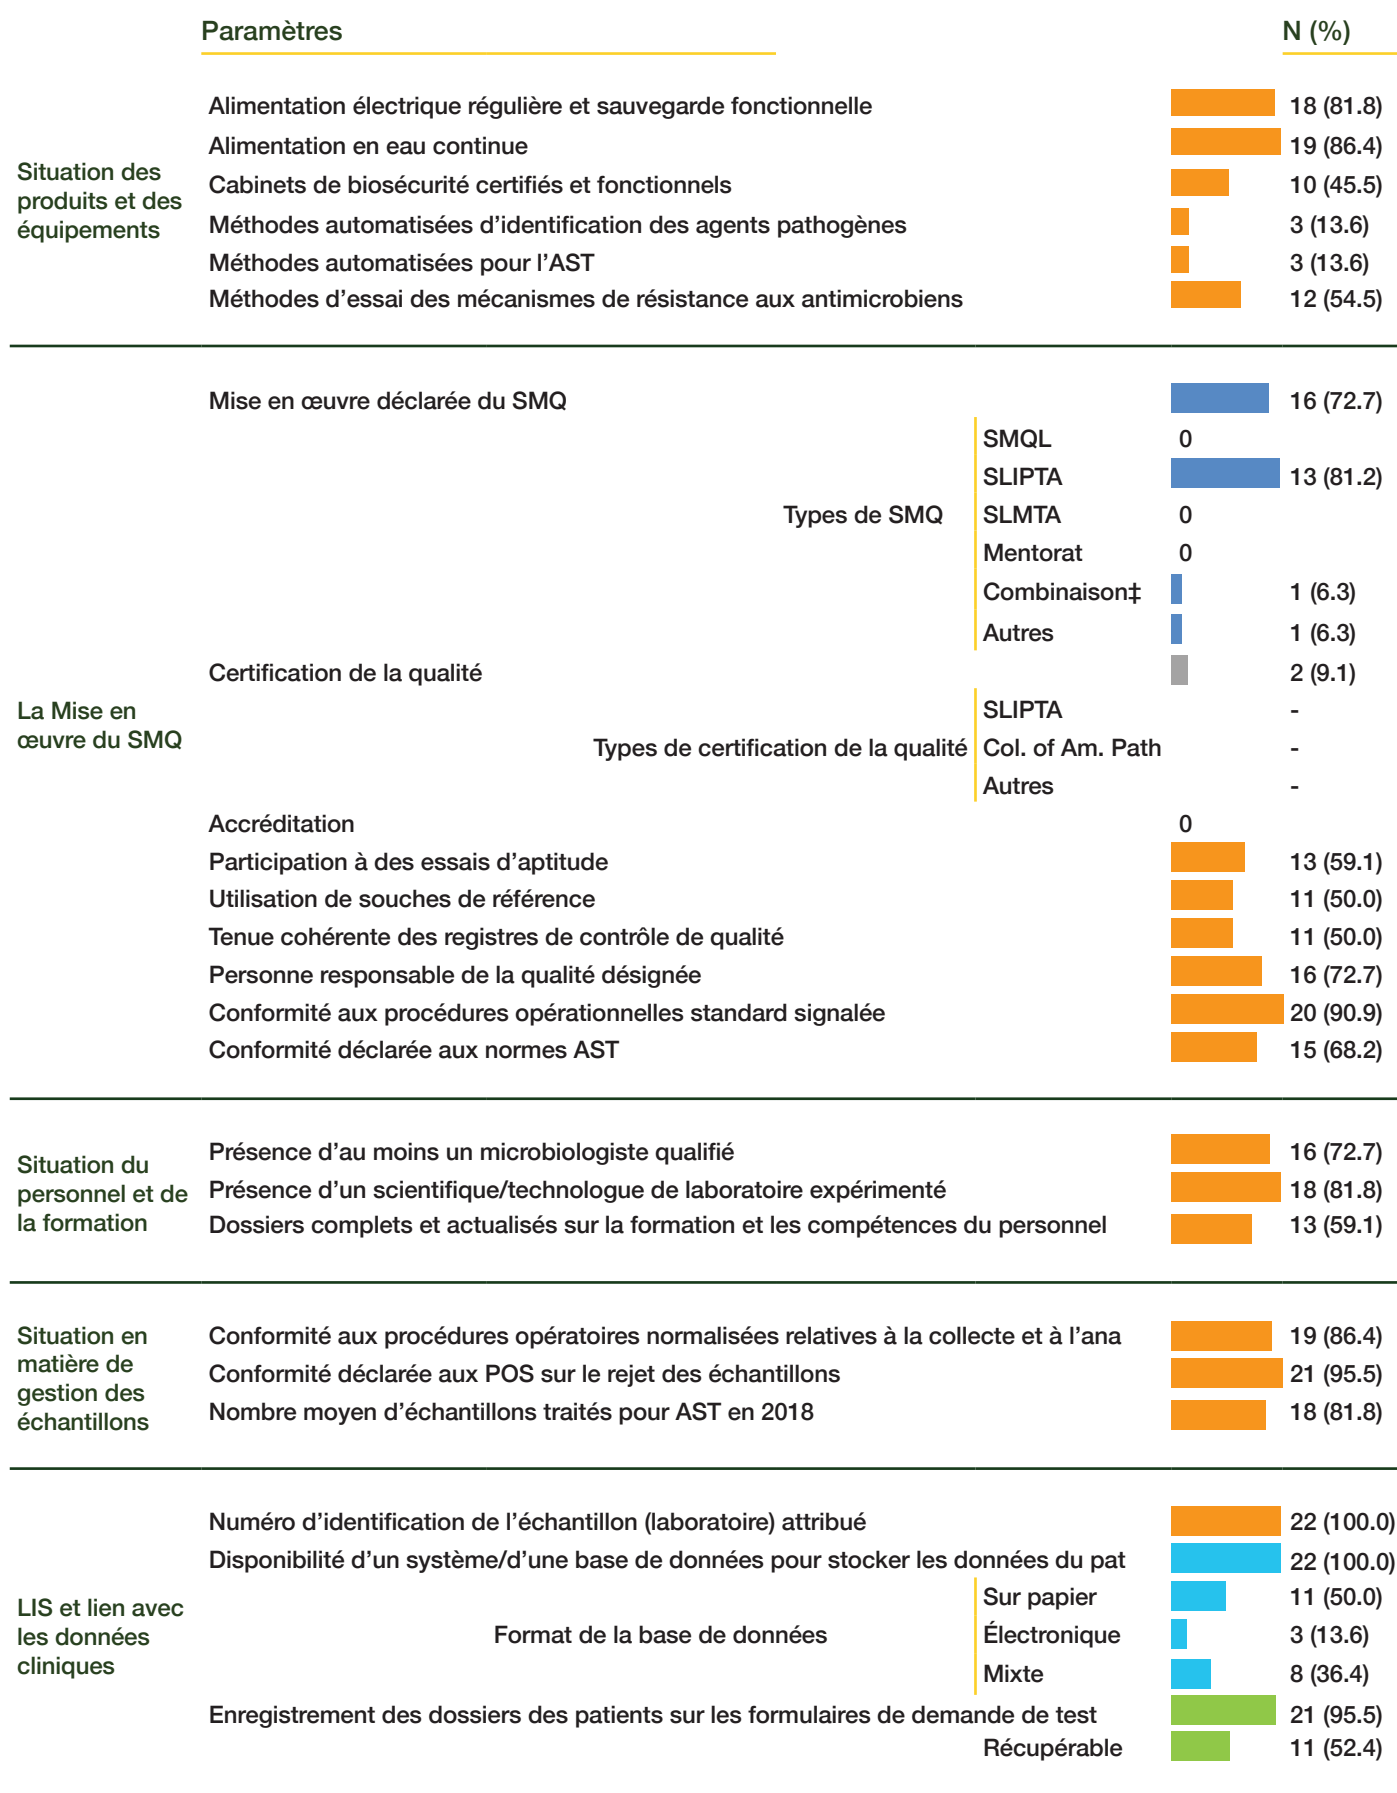 Paramètres N (%)
Situation des
produits et des
équipements
Alimentation électrique régulière et sauvegarde fonctionnelle 18 (81.8)
Alimentation en eau continue 19 (86.4)
Cabinets de biosécurité certifiés et fonctionnels 10 (45.5)
Méthodes automatisées d’identification des agents pathogènes 3 (13.6)
Méthodes automatisées pour l’AST 3 (13.6)
Méthodes d’essai des mécanismes de résistance aux antimicrobiens 12 (54.5)
La Mise en
œuvre du SMQ
Mise en œuvre déclarée du SMQ 16 (72.7)
Types de SMQ
SMQL 0
SLIPTA 13 (81.2)
SLMTA 0
Mentorat 0
Combinaison‡ 1 (6.3)
Autres 1 (6.3)
Certification de la qualité 2 (9.1)
Types de certification de la qualité
SLIPTA -
Col. of Am. Path -
Autres -
Accréditation 0
Participation à des essais d’aptitude 13 (59.1)
Utilisation de souches de référence 11 (50.0)
Tenue cohérente des registres de contrôle de qualité 11 (50.0)
Personne responsable de la qualité désignée 16 (72.7)
Conformité aux procédures opérationnelles standard signalée 20 (90.9)
Conformité déclarée aux normes AST 15 (68.2)
Situation du
personnel et de
la formation
Présence d’au moins un microbiologiste qualifié 16 (72.7)
Présence d’un scientifique/technologue de laboratoire expérimenté 18 (81.8)
Dossiers complets et actualisés sur la formation et les compétences du personnel 13 (59.1)
Situation en
matière de
gestion des
échantillons
Conformité aux procédures opératoires normalisées relatives à la collecte et à l’ana 19 (86.4)
Conformité déclarée aux POS sur le rejet des échantillons 21 (95.5)
Nombre moyen d’échantillons traités pour AST en 2018 18 (81.8)
LIS et lien avec
les données
cliniques
Numéro d’identification de l’échantillon (laboratoire) attribué 22 (100.0)
Disponibilité d’un système/d’une base de données pour stocker les données du pat 22 (100.0)
Format de la base de données
Sur papier 11 (50.0)
Électronique 3 (13.6)
Mixte 8 (36.4)
Enregistrement des dossiers des patients sur les formulaires de demande de test 21 (95.5)
Récupérable 11 (52.4)